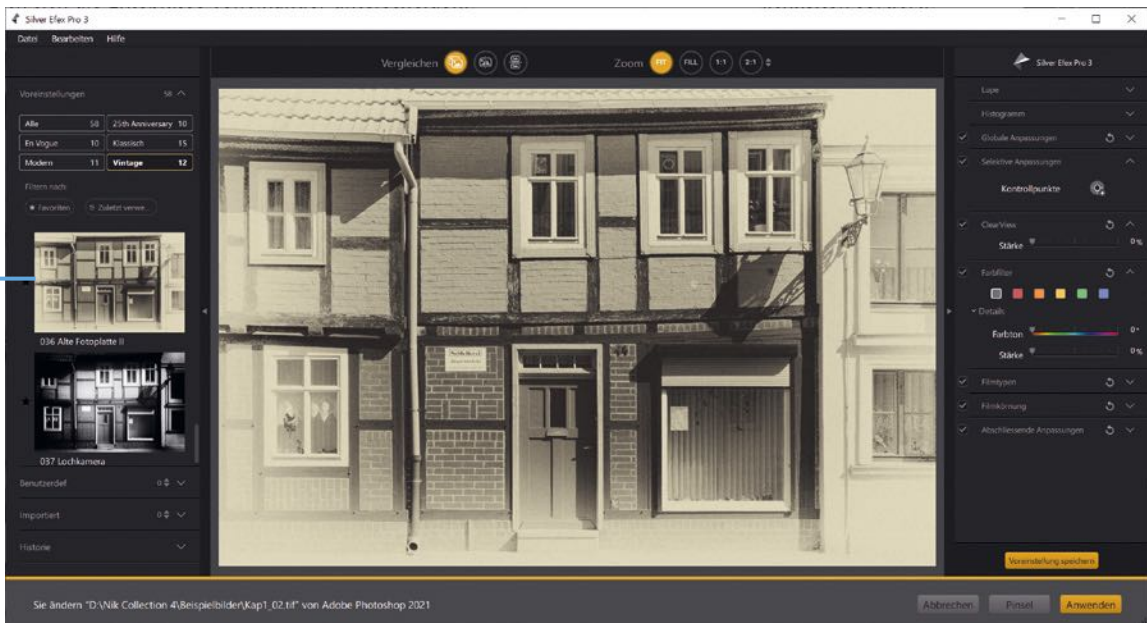 Silver Efex Pro 3
Datei Bearbeiten Hilfe
Vergleichen Zoom FIT FILL 1:1 2:1
Silver Efex Pro 3
Voreinstellungen 58
Alle 58 25th Anniversary 10
En Vogue 10 Klassisch 15
Modern 11 Vintage 12
Filtern nach:
Favoriten Zuletzt verwe...
036 Alte Fotoplatte II
037 Lochkamera
Benutzerdef 0
Importiert 0
Historie
Lupe
Histogramm
Globale Anpassungen
Selektive Anpassungen
Kontrollpunkte
ClearView
Stärke 0 %
Farbfilter
Details
Farbton 0 °
Stärke 0 %
Filmtypen
Filmkörnung
Abschliessende Anpassungen
Voreinstellung speichern
Sie ändern "D:\Nik Collection 4\Beispielbilder\Kap1_02.tif" von Adobe Photoshop 2021
Abbrechen Pinsel Anwenden